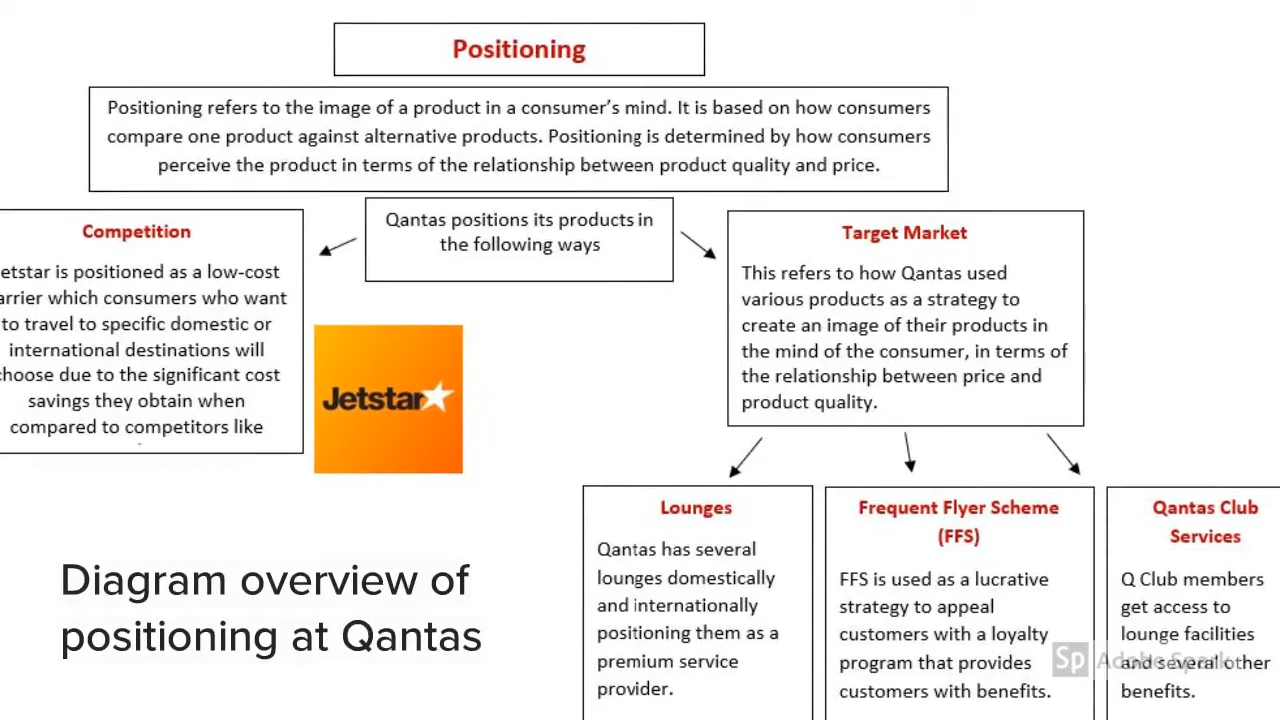 Positioning
Positioning refers to the image of a product in a consumer's mind. It is based on how consumers
compare one product against alternative products. Positioning is determined by how consumers
perceive the product in terms of the relationship between product quality and price.
Qantas positions its products in
the following ways
Competition
etstar is positioned as a low-cost
arrier which consumers who want
to travel to specific domestic or
international destinations will
hoose due to the significant cost
savings they obtain when
compared to competitors like
Jetstar
Target Market
This refers to how Qantas used
various products as a strategy to
create an image of their products in
the mind of the consumer, in terms of
the relationship between price and
product quality.
Lounges
Qantas has several
lounges domestically
and internationally
positioning them as a
premium service
provider.
Frequent Flyer Scheme
(FFS)
FFS is used as a lucrative
strategy to appeal
customers with a loyalty
program that provides
customers with benefits.
Qantas Club
Services
Q Club members
get access to
lounge facilities
and several other
benefits.
Diagram overview of
positioning at Qantas
Sp Adobe Spark